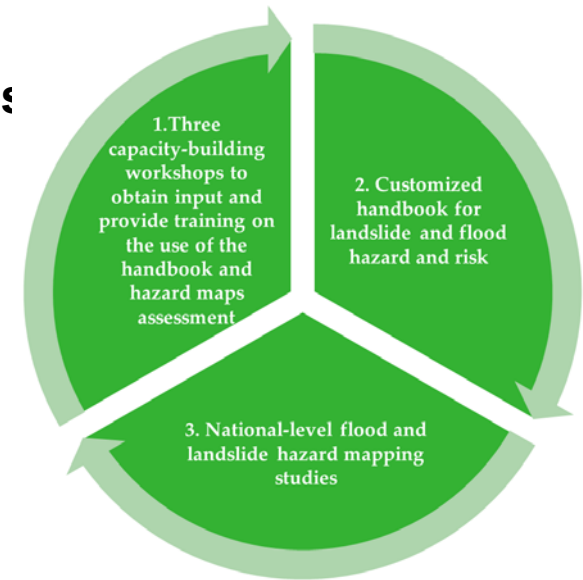 s
1.Three
capacity-building
workshops to
obtain input and
provide training on
the use of the
handbook and
hazard maps
assessment
2. Customized
handbook for
landslide and flood
hazard and risk
3. National-level flood and
landslide hazard mapping
studies